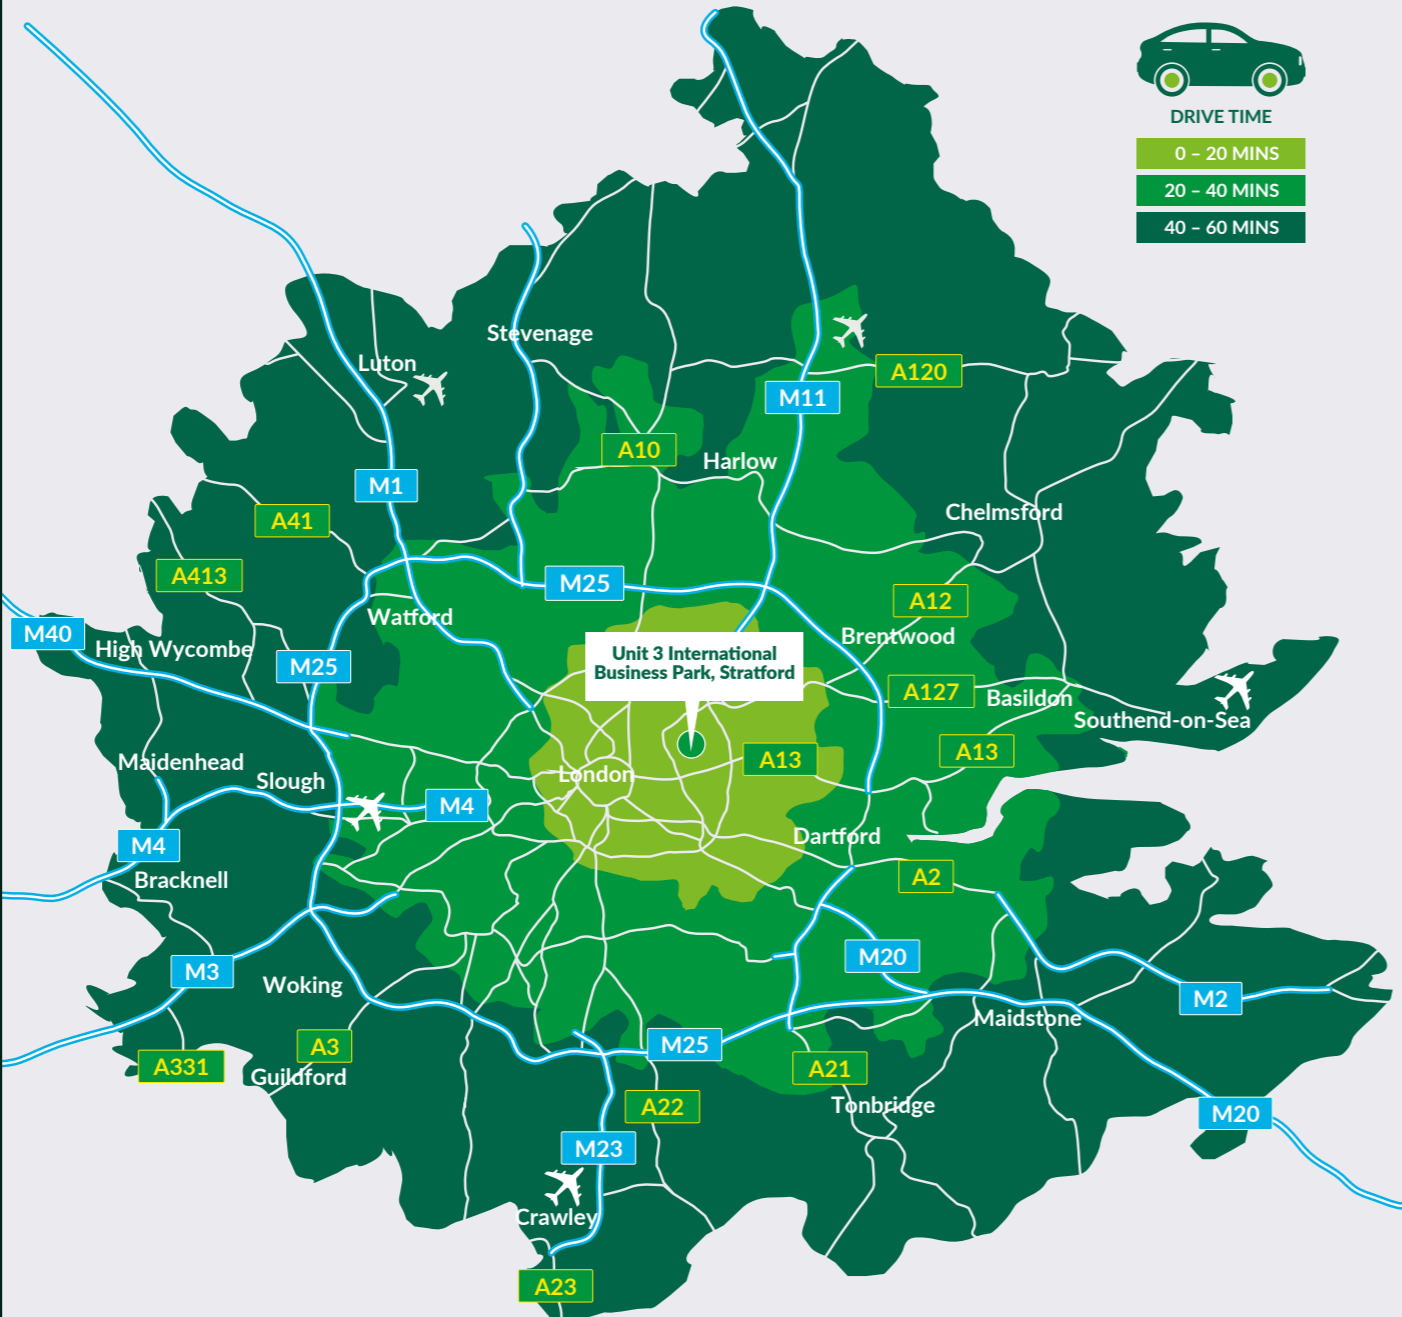 DRIVE TIME
0 – 20 MINS
20 – 40 MINS
40 – 60 MINS
Stevenage
Luton
A120
M11
A10
Harlow
M1
A41
Chelmsford
A413
M25
A12
Watford
M40
Brentwood
High Wycombe
M25
Unit 3 International
Business Park, Stratford
A127
Basildon
Southend-on-Sea
A13
A13
Maidenhead
Slough
London
M4
Dartford
M4
Bracknell
A2
M20
M3
Woking
M2
Maidstone
A3
M25
A331
Guildford
A21
A22
Tonbridge
M20
M23
Crawley
A23